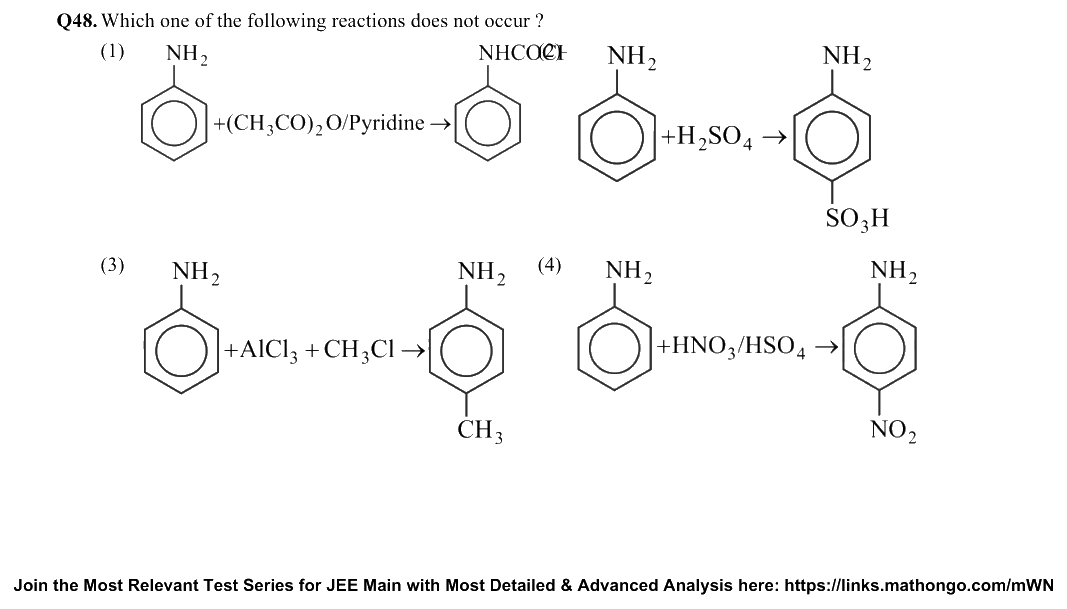 Q48. Which one of the following reactions does not occur ?
(1) NH2 +(CH3CO)2O/Pyridine → NHCOCH
NH2 +H2SO4 → NH2 SO3H
(3) NH2 +AlCl3 + CH3Cl → NH2 CH3
(4) NH2 +HNO3/HSO4 → NH2 NO2
Join the Most Relevant Test Series for JEE Main with Most Detailed & Advanced Analysis here: https://links.mathongo.com/mWN